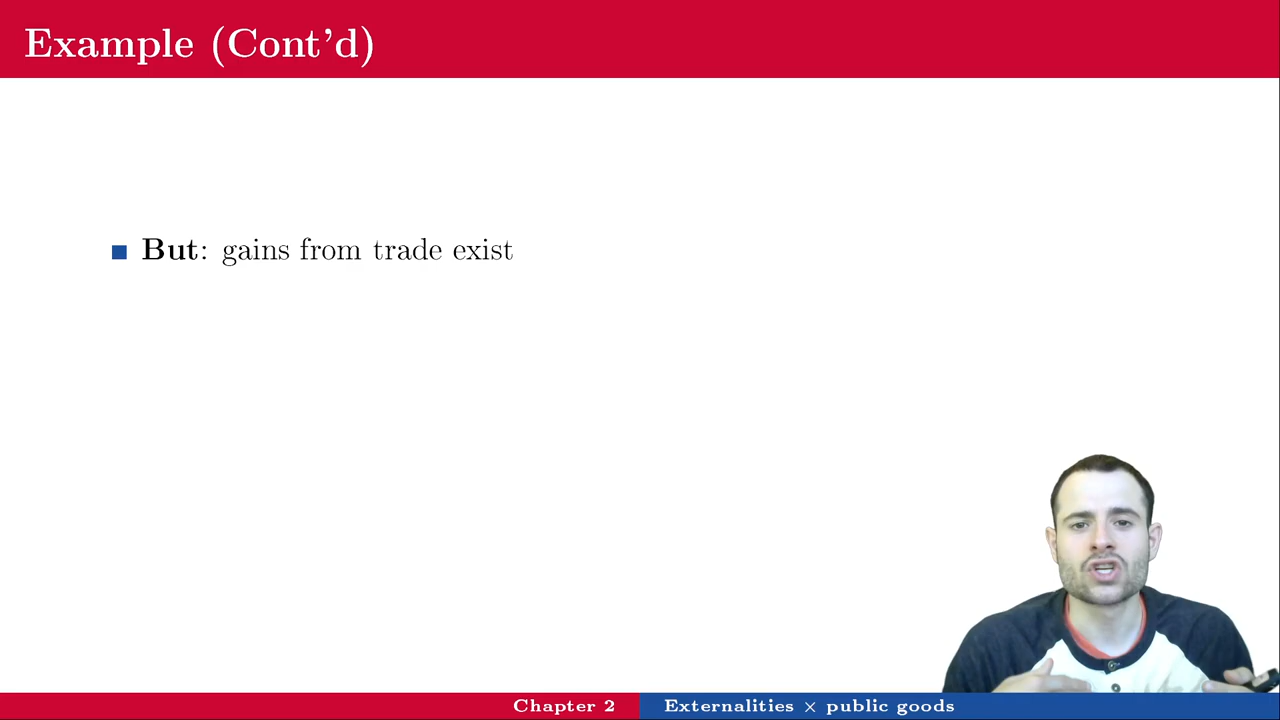 Example (Cont’d)
But: gains from trade exist
Chapter 2
Externalities × public goods